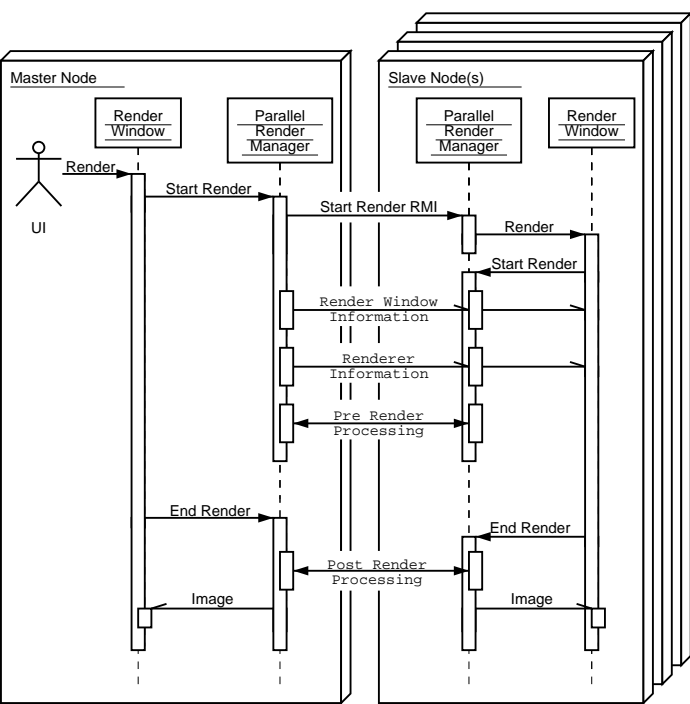 Master Node
Slave Node(s)
Render
Window
Parallel
Render
Manager
Parallel
Render
Manager
Render
Window
Render
UI
Start Render
Start Render RMI
Render
Start Render
Render Window
Information
Renderer
Information
Pre Render
Processing
End Render
End Render
Post Render
Processing
Image
Image